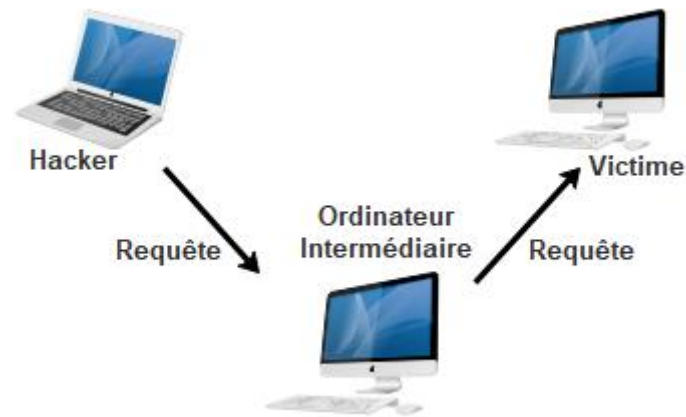 Hacker
Victime
Requête
Ordinateur
Intermédiaire
Requête